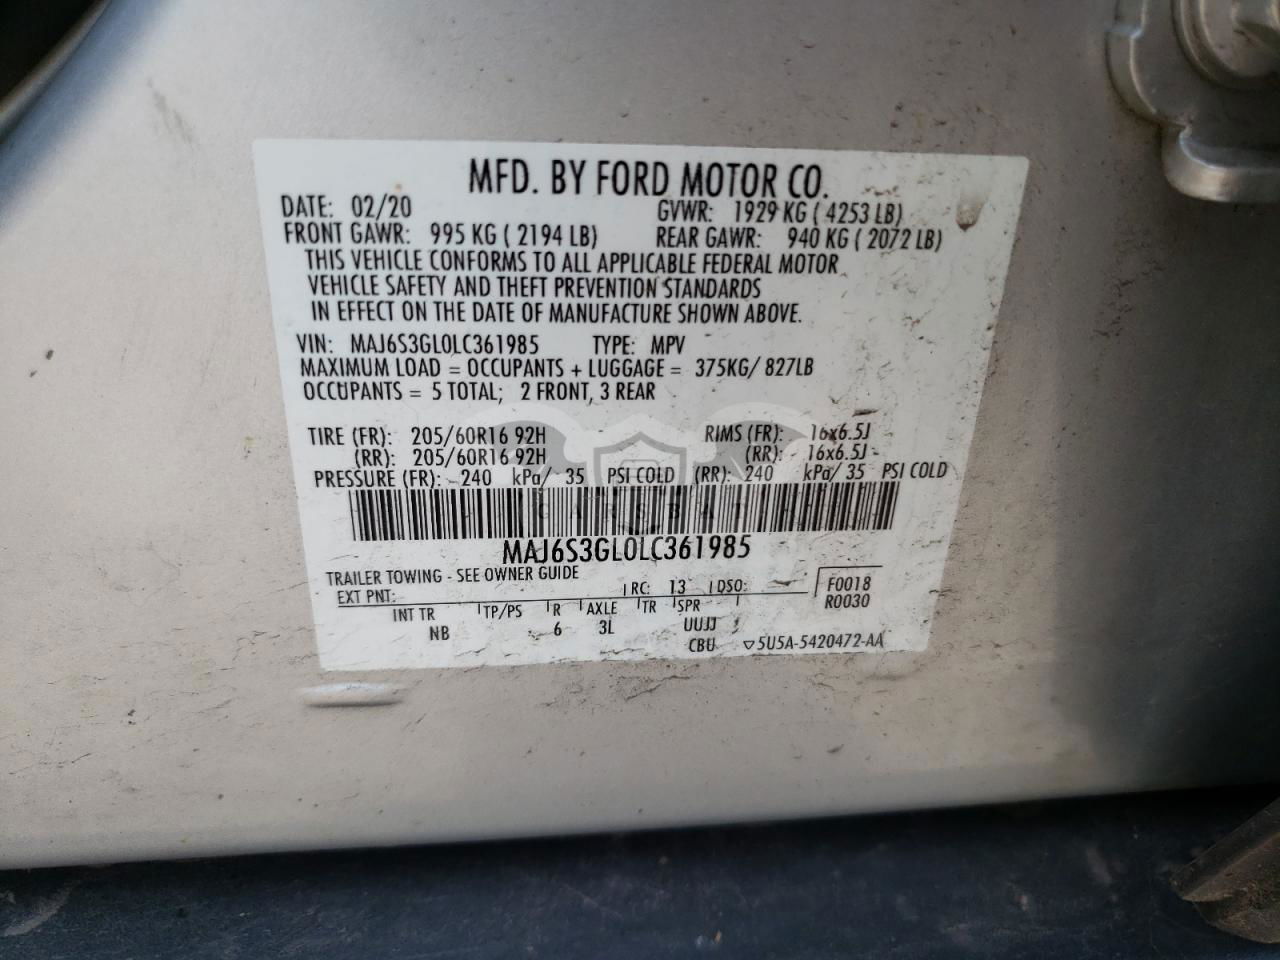 MFD. BY FORD MOTOR CO.
DATE: 02/20 GVWR: 1929 KG ( 4253 LB)
FRONT GAWR: 995 KG ( 2194 LB) REAR GAWR: 940 KG ( 2072 LB)
THIS VEHICLE CONFORMS TO ALL APPLICABLE FEDERAL MOTOR
VEHICLE SAFETY AND THEFT PREVENTION STANDARDS
IN EFFECT ON THE DATE OF MANUFACTURE SHOWN ABOVE.
VIN: MAJ6S3GL0LC361985 TYPE: MPV
MAXIMUM LOAD = OCCUPANTS + LUGGAGE = 375KG/ 827LB
OCCUPANTS = 5 TOTAL; 2 FRONT, 3 REAR
TIRE (FR): 205/60R16 92H RIMS (FR): 16x6.5J
(RR): 205/60R16 92H (RR): 16x6.5J
PRESSURE (FR): 240 kPa/ 35 PSI COLD (RR): 240 kPa/ 35 PSI COLD
MAJ6S3GL0LC361985
TRAILER TOWING - SEE OWNER GUIDE
EXT PNT: RC: 13 DSO: F0018
R0030
INT TR TP/PS R AXLE TR SPR
NB 6 3L UUJJ
CBU ▽5U5A-5420472-AA